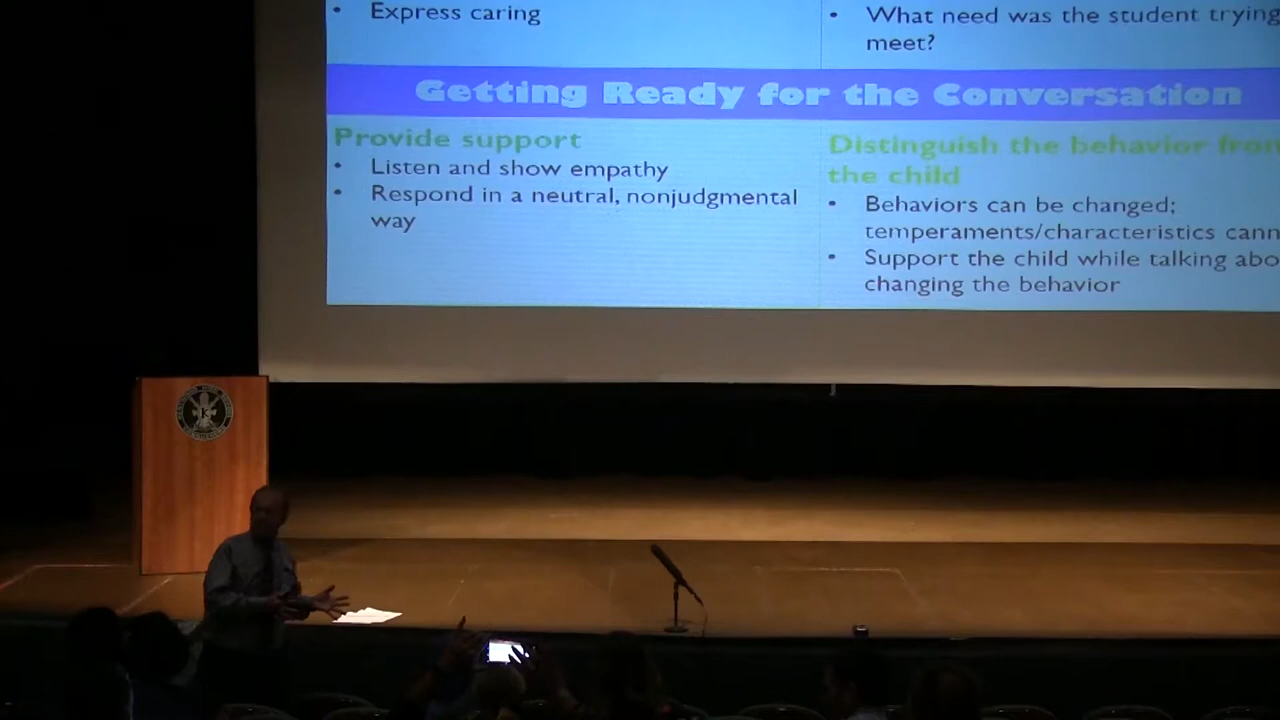 Express caring
What need was the student trying
meet?
Getting Ready for the Conversation
Provide support
• Listen and show empathy
• Respond in a neutral, nonjudgmental
way
Distinguish the behavior from
the child
• Behaviors can be changed;
temperaments/characteristics cann
• Support the child while talking abo
changing the behavior
K